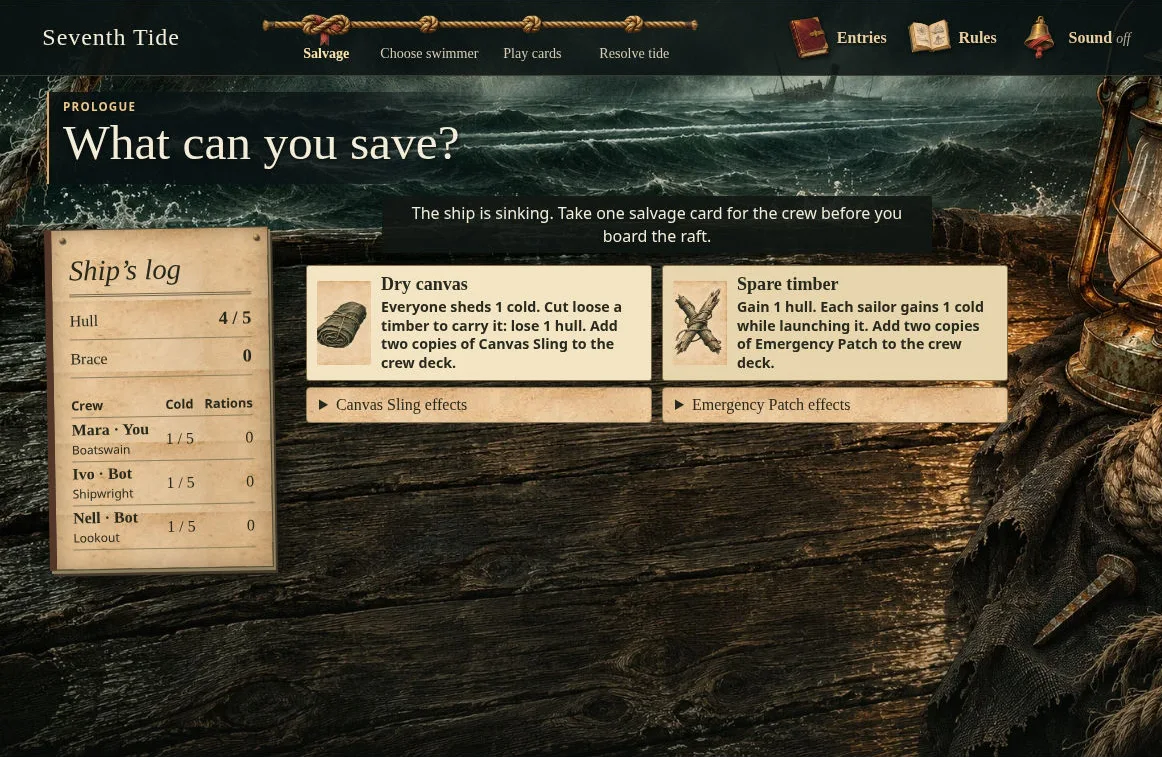 Seventh Tide
Salvage
Choose swimmer
Play cards
Resolve tide
Entries
Rules
Sound off
PROLOGUE
What can you save?
The ship is sinking. Take one salvage card for the crew before you
board the raft.
Ship’s log
Hull 4 / 5
Brace 0
Crew Cold Rations
Mara · You 1 / 5 0
Boatswain
Ivo · Bot 1 / 5 0
Shipwright
Nell · Bot 1 / 5 0
Lookout
Dry canvas
Everyone sheds 1 cold. Cut loose a
timber to carry it: lose 1 hull. Add
two copies of Canvas Sling to the
crew deck.
Canvas Sling effects
Spare timber
Gain 1 hull. Each sailor gains 1 cold
while launching it. Add two copies
of Emergency Patch to the crew
deck.
Emergency Patch effects